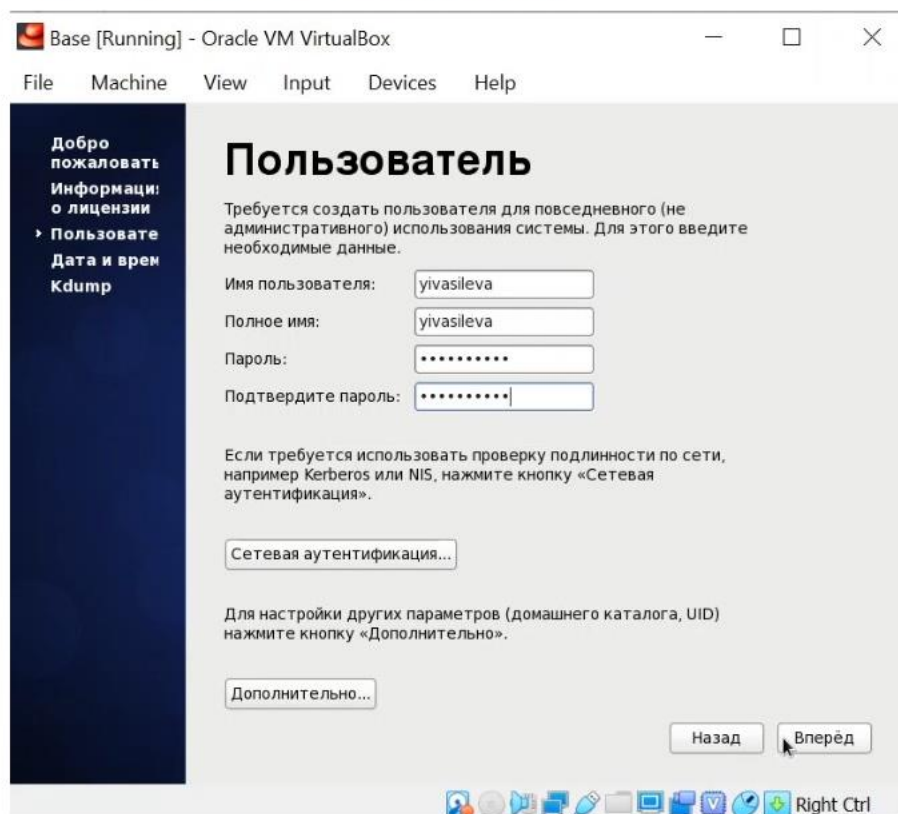 Base [Running] - Oracle VM VirtualBox
File Machine View Input Devices Help
Добро
пожаловать
Информаци
о лицензии
Пользовате
Дата и врем
Kdump
Пользователь
Требуется создать пользователя для повседневного (не
административного) использования системы. Для этого введите
необходимые данные.
Имя пользователя: yivasileva
Полное имя: yivasileva
Пароль: ••••••••••
Подтвердите пароль: ••••••••••
Если требуется использовать проверку подлинности по сети,
например Kerberos или NIS, нажмите кнопку «Сетевая
аутентификация».
Сетевая аутентификация...
Для настройки других параметров (домашнего каталога, UID)
нажмите кнопку «Дополнительно».
Дополнительно...
Назад Вперёд
Right Ctrl